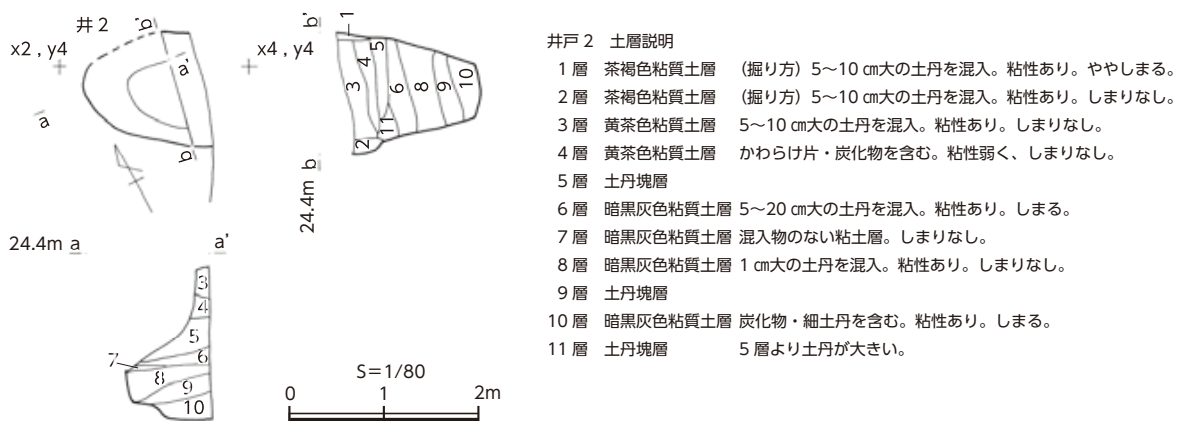 井2
b'
x2 , y4
x4 , y4
a'
a
b
b'
1
5
4
3
6
8
9
10
11
2
24.4m b
24.4m a
a'
3
4
5
7
6
8
9
10
S=1/80
0 1 2m
井戸2 土層説明
1層 茶褐色粘質土層 (掘り方) 5～10㎝大の土丹を混入。粘性あり。ややしまる。
2層 茶褐色粘質土層 (掘り方) 5～10㎝大の土丹を混入。粘性あり。しまりなし。
3層 黄茶色粘質土層 5～10㎝大の土丹を混入。粘性あり。しまりなし。
4層 黄茶色粘質土層 かわらけ片・炭化物を含む。粘性弱く、しまりなし。
5層 土丹塊層
6層 暗黒灰色粘質土層 5～20㎝大の土丹を混入。粘性あり。しまる。
7層 暗黒灰色粘質土層 混入物のない粘土層。しまりなし。
8層 暗黒灰色粘質土層 1㎝大の土丹を混入。粘性あり。しまりなし。
9層 土丹塊層
10層 暗黒灰色粘質土層 炭化物・細土丹を含む。粘性あり。しまる。
11層 土丹塊層 5層より土丹が大きい。